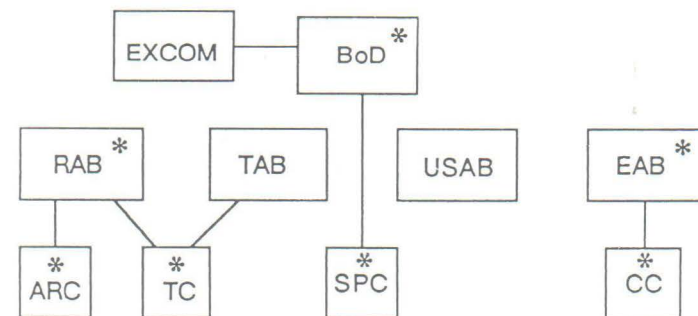 EXCOM
BoD *
RAB *
TAB
USAB
EAB *
*
ARC
*
TC
*
SPC
*
CC